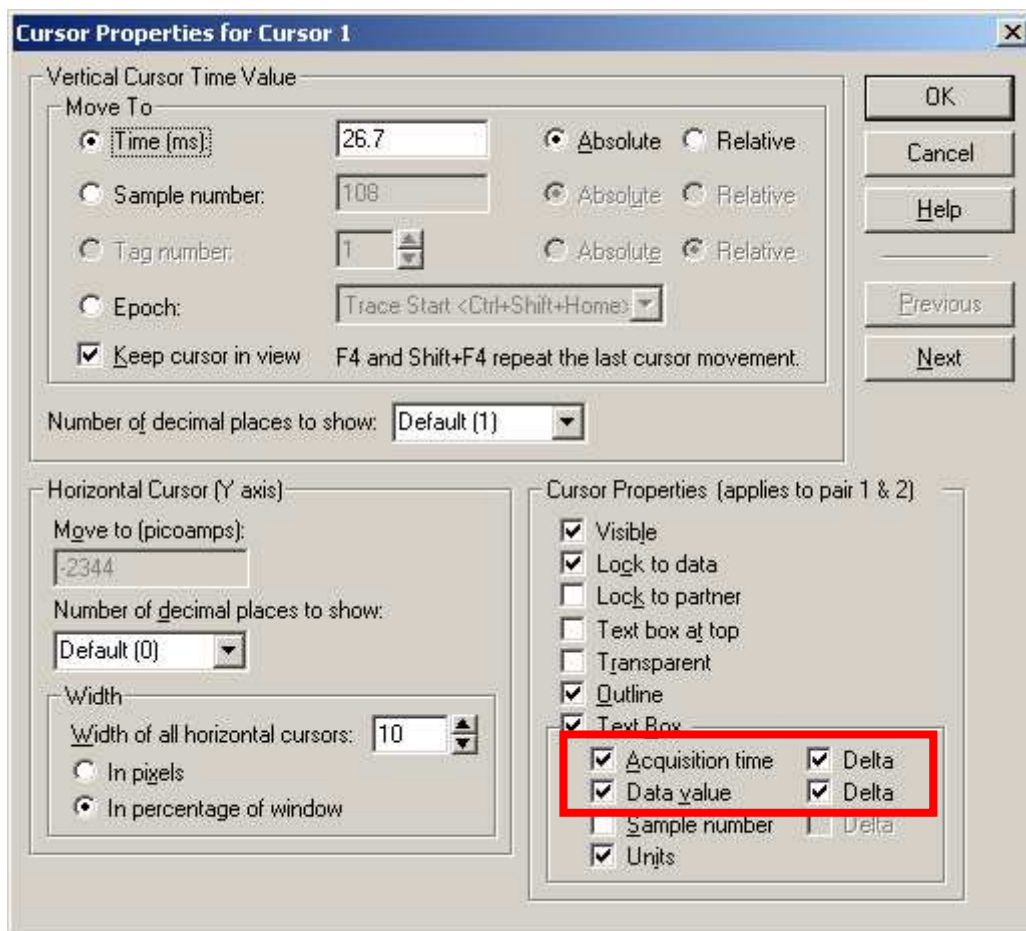 Cursor Properties for Cursor 1
Vertical Cursor Time Value
Move To
Time (ms): 26.7 Absolute Relative
Sample number: 108 Absolute Relative
Tag number: 1 Absolute Relative
Epoch: Trace Start <Ctrl+Shift+Home>
Keep cursor in view F4 and Shift+F4 repeat the last cursor movement.
Number of decimal places to show: Default (1)
OK
Cancel
Help
Previous
Next
Horizontal Cursor (Y axis)
Move to (picoamps):
-2344
Number of decimal places to show:
Default (0)
Width
Width of all horizontal cursors: 10
In pixels
In percentage of window
Cursor Properties (applies to pair 1 & 2)
Visible
Lock to data
Lock to partner
Text box at top
Transparent
Outline
Text Box
Acquisition time Delta
Data value Delta
Sample number Delta
Units